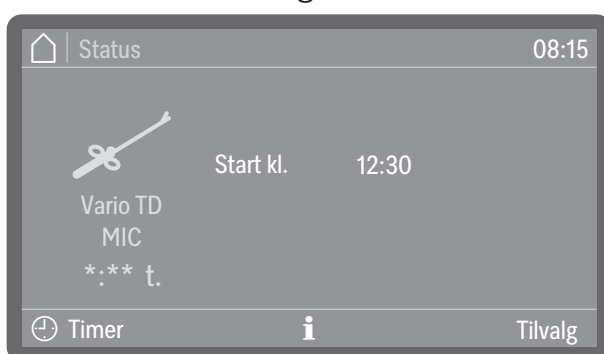 Status 08:15
Start kl. 12:30
Vario TD
MIC
*:** t.
Timer i Tilvalg